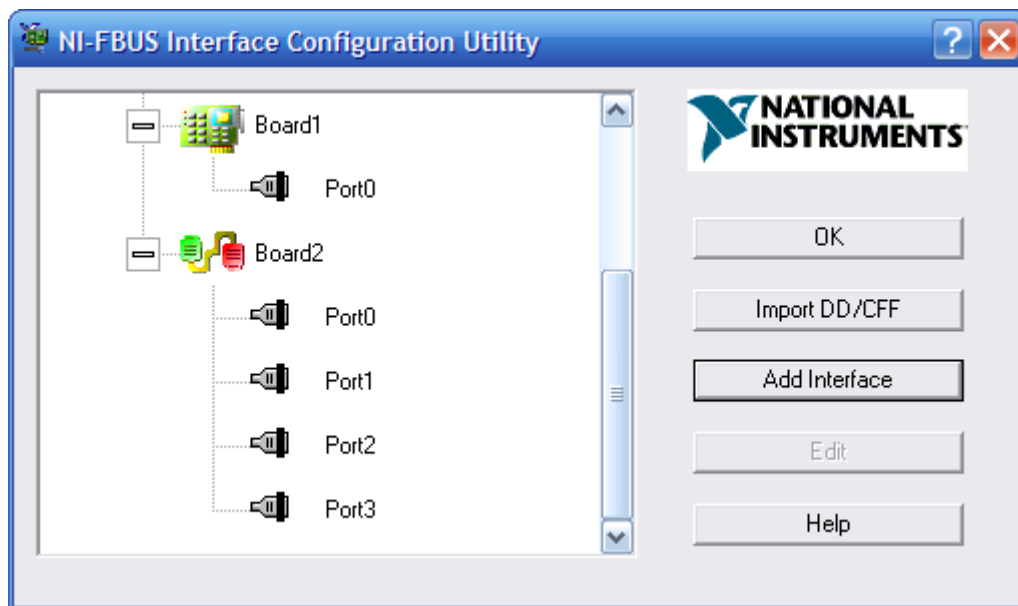 NI-FBUS Interface Configuration Utility
Board1
Port0
Board2
Port0
Port1
Port2
Port3
NATIONAL
INSTRUMENTS
OK
Import DD/CFF
Add Interface
Edit
Help